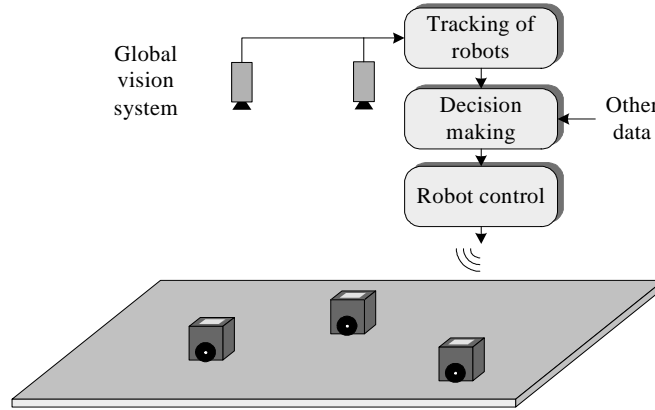 Global
vision
system
Tracking of
robots
Decision
making
Other
data
Robot control